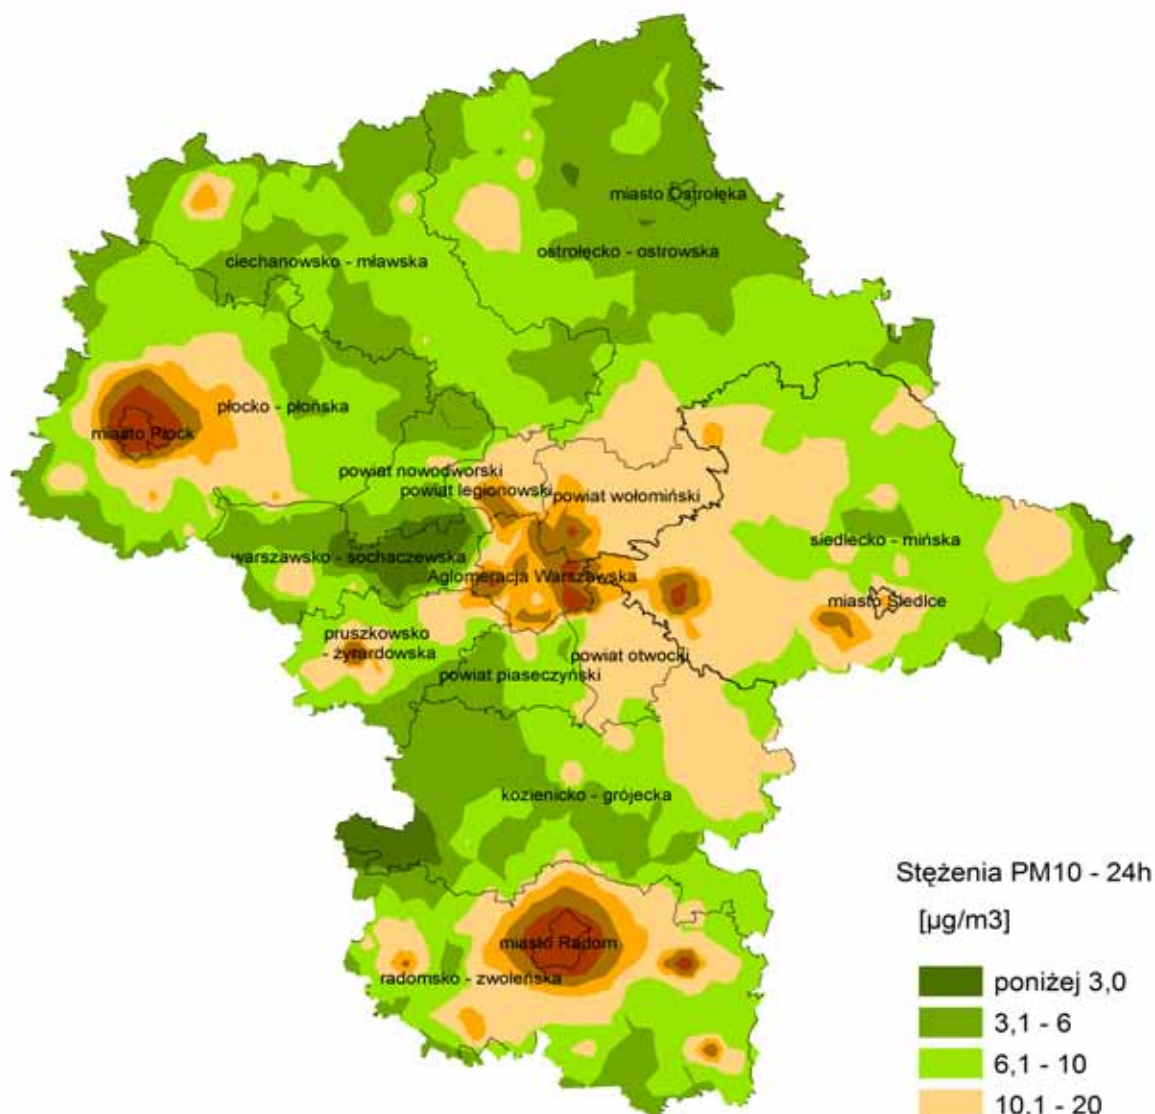 miasto Ostrołęka
ostrołęcko - ostrowska
ciechanowsko - mławska
płocko - płońska
miasto Płock
powiat nowodworski
powiat legionowski
powiat wołomiński
siedlecko - mińska
warszawsko - sochaczewska
Aglomeracja Warszawska
miasto Siedlce
pruszkowsko
- żyrardowska
powiat otwocki
powiat piaseczyński
kozienicko - grójecka
miasto Radom
radomsko - zwoleńska
Stężenia PM10 - 24h
[µg/m3]
poniżej 3,0
3,1 - 6
6,1 - 10
10,1 - 20